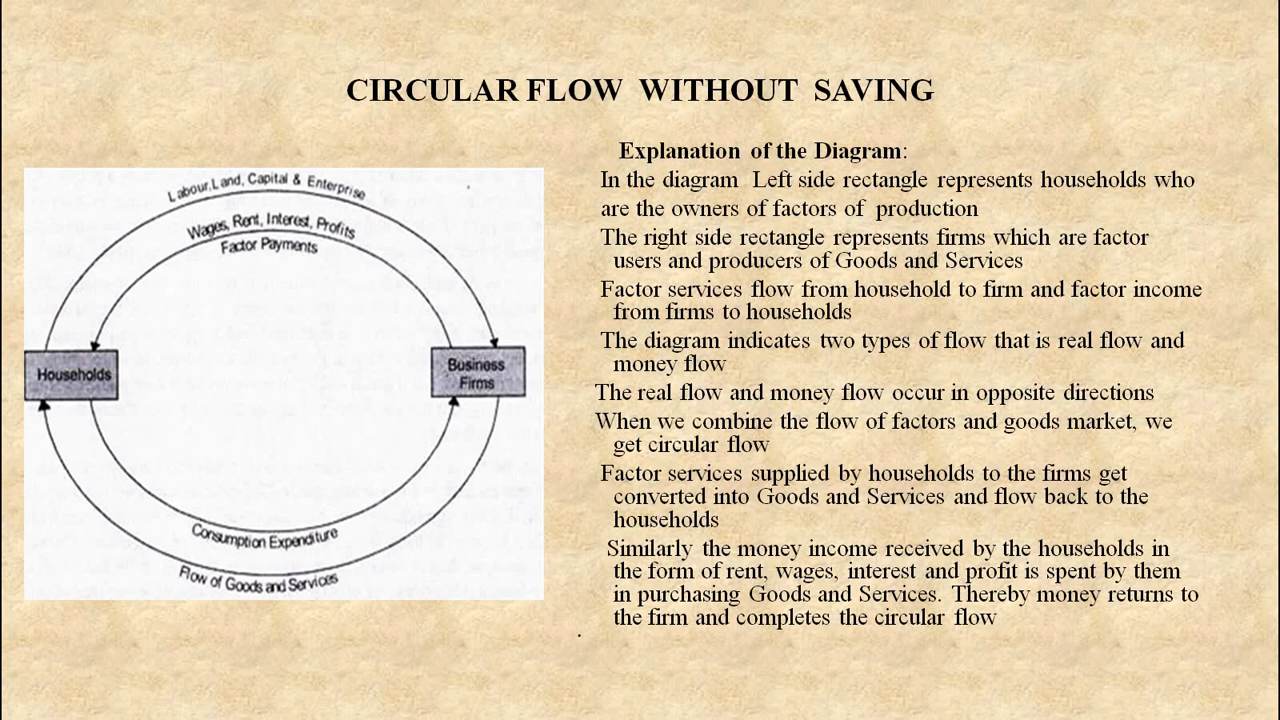 CIRCULAR FLOW WITHOUT SAVING
Labour,Land, Capital & Enterprise
Wages, Rent, Interest, Profits
Factor Payments
Households
Business
Firms
Consumption Expenditure
Flow of Goods and Services
Explanation of the Diagram:
In the diagram Left side rectangle represents households who
are the owners of factors of production
The right side rectangle represents firms which are factor
users and producers of Goods and Services
Factor services flow from household to firm and factor income
from firms to households
The diagram indicates two types of flow that is real flow and
money flow
The real flow and money flow occur in opposite directions
When we combine the flow of factors and goods market, we
get circular flow
Factor services supplied by households to the firms get
converted into Goods and Services and flow back to the
households
Similarly the money income received by the households in
the form of rent, wages, interest and profit is spent by them
in purchasing Goods and Services. Thereby money returns to
the firm and completes the circular flow
.